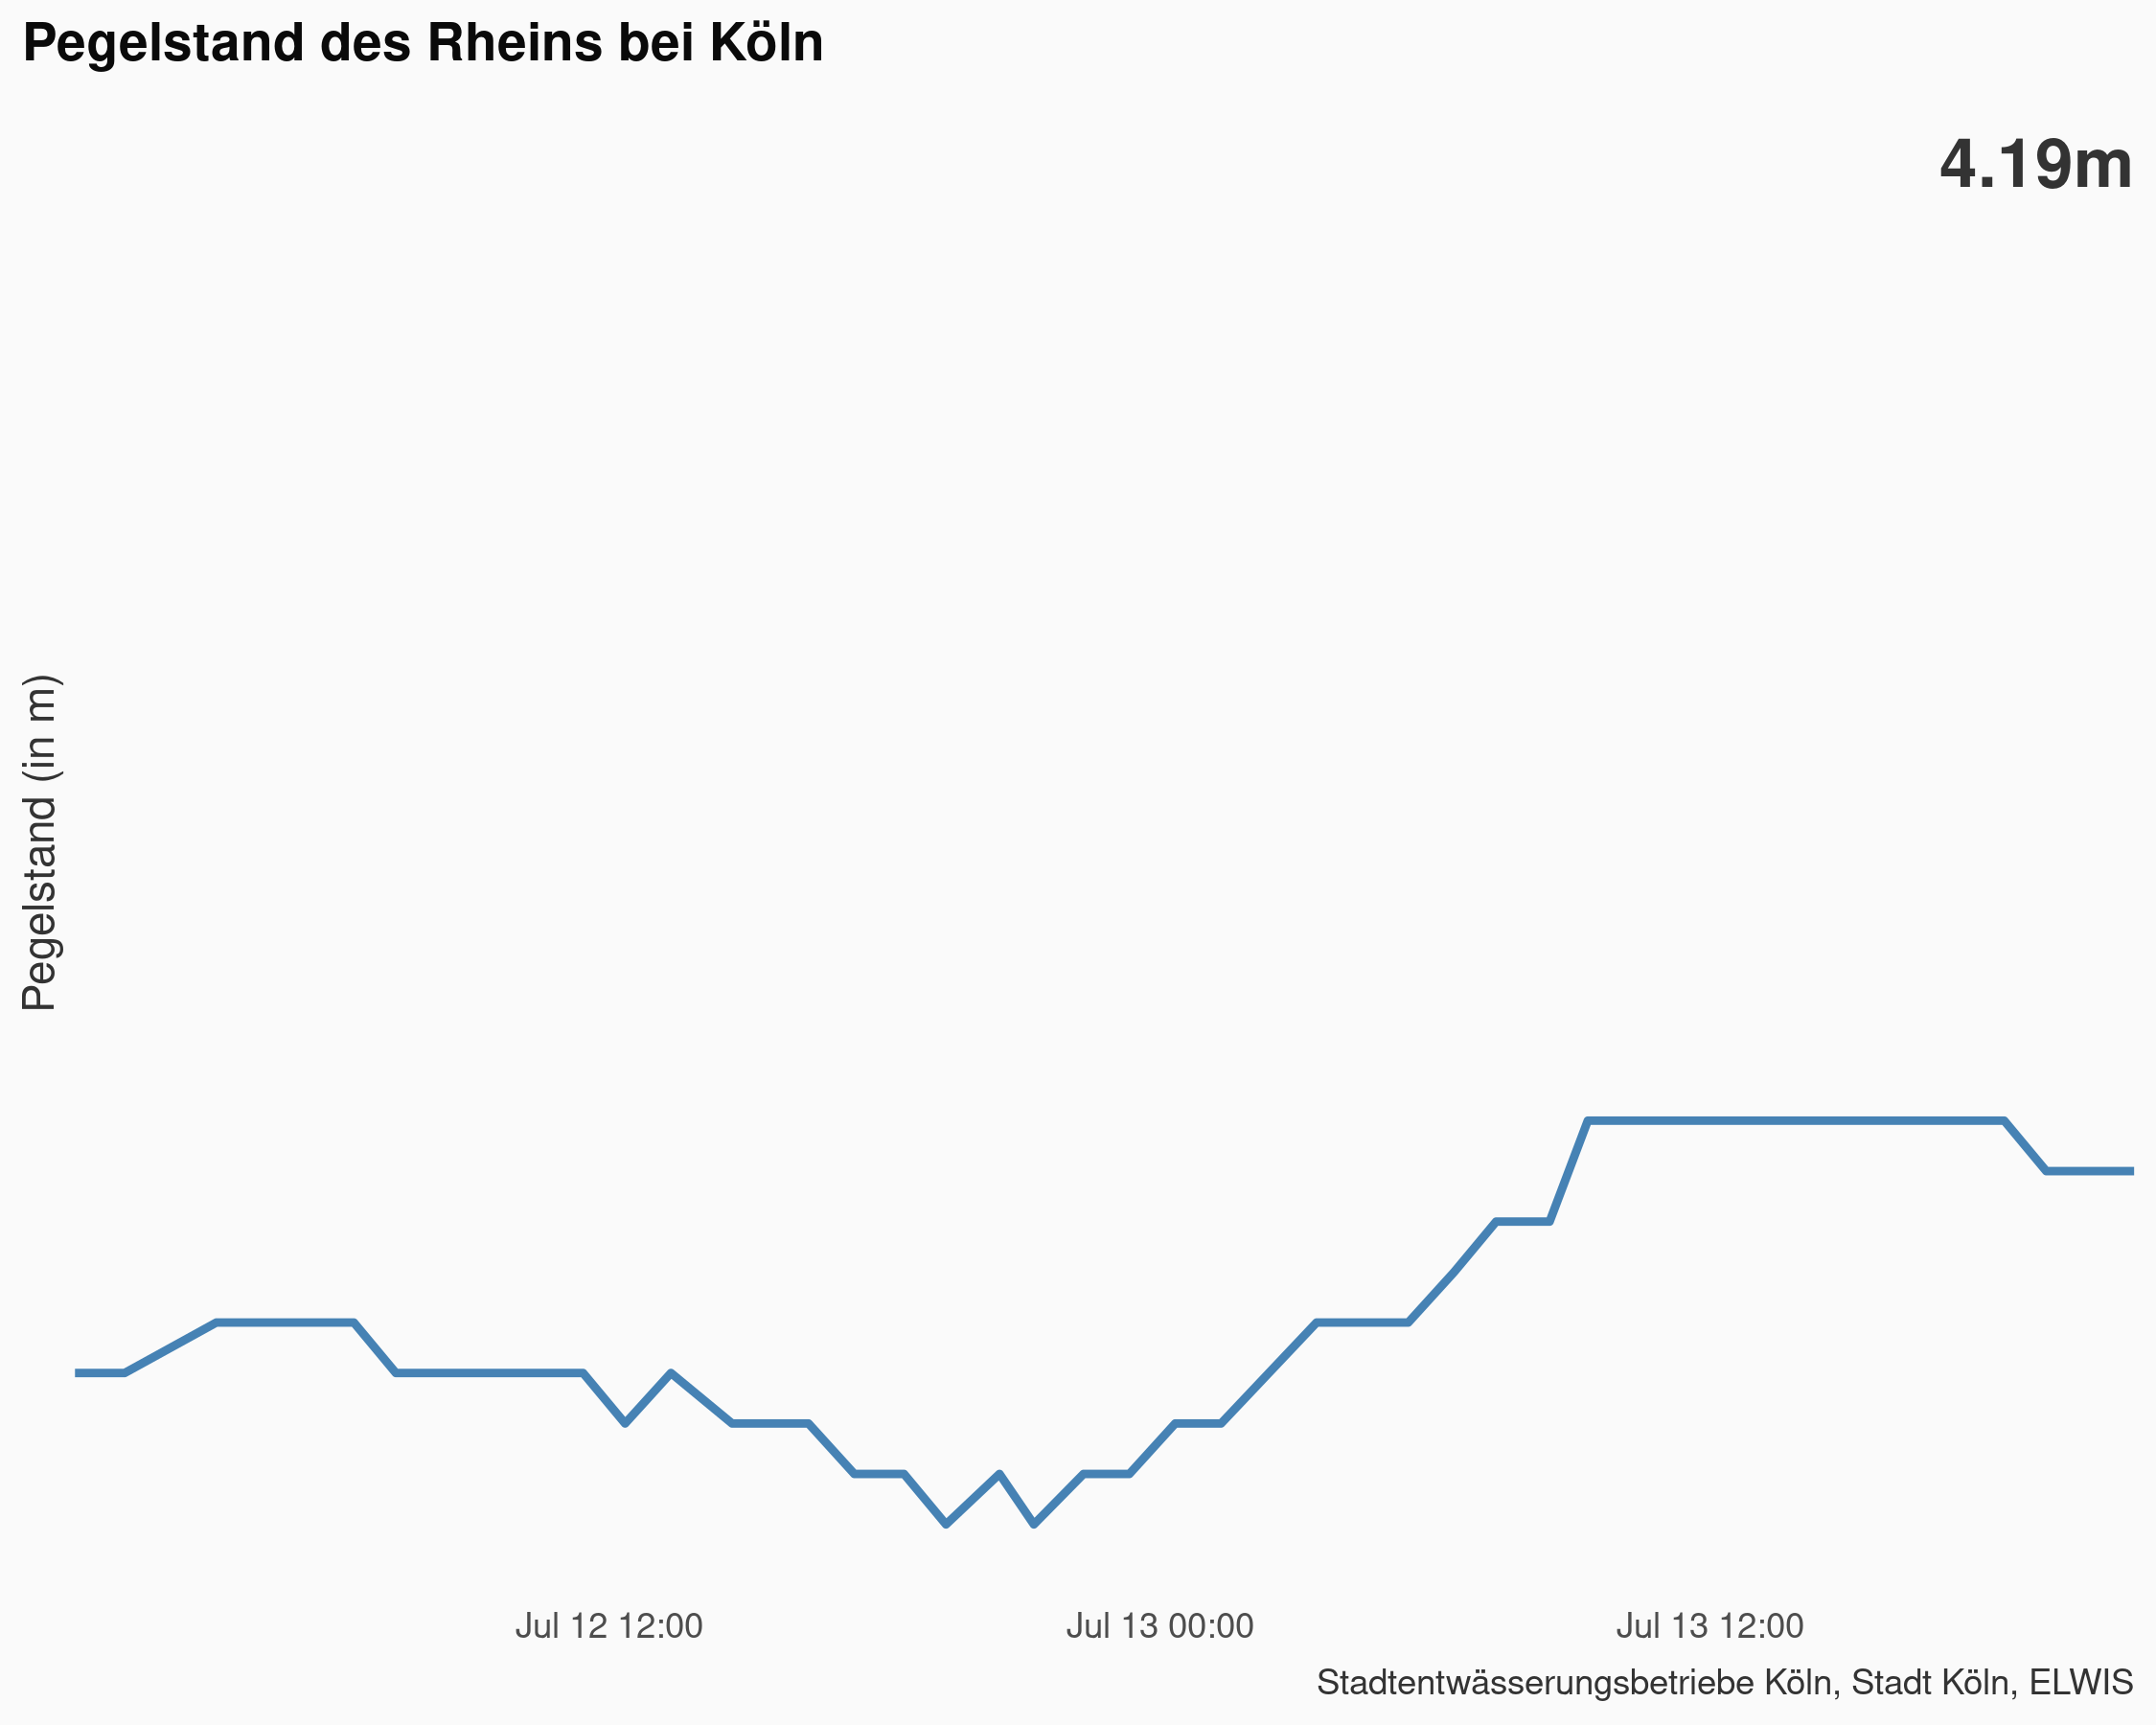 Pegelstand des Rheins bei Köln
4.19m
Pegelstand (in m)
Jul 12 12:00
Jul 13 00:00
Jul 13 12:00
Stadtentwässerungsbetriebe Köln, Stadt Köln, ELWIS